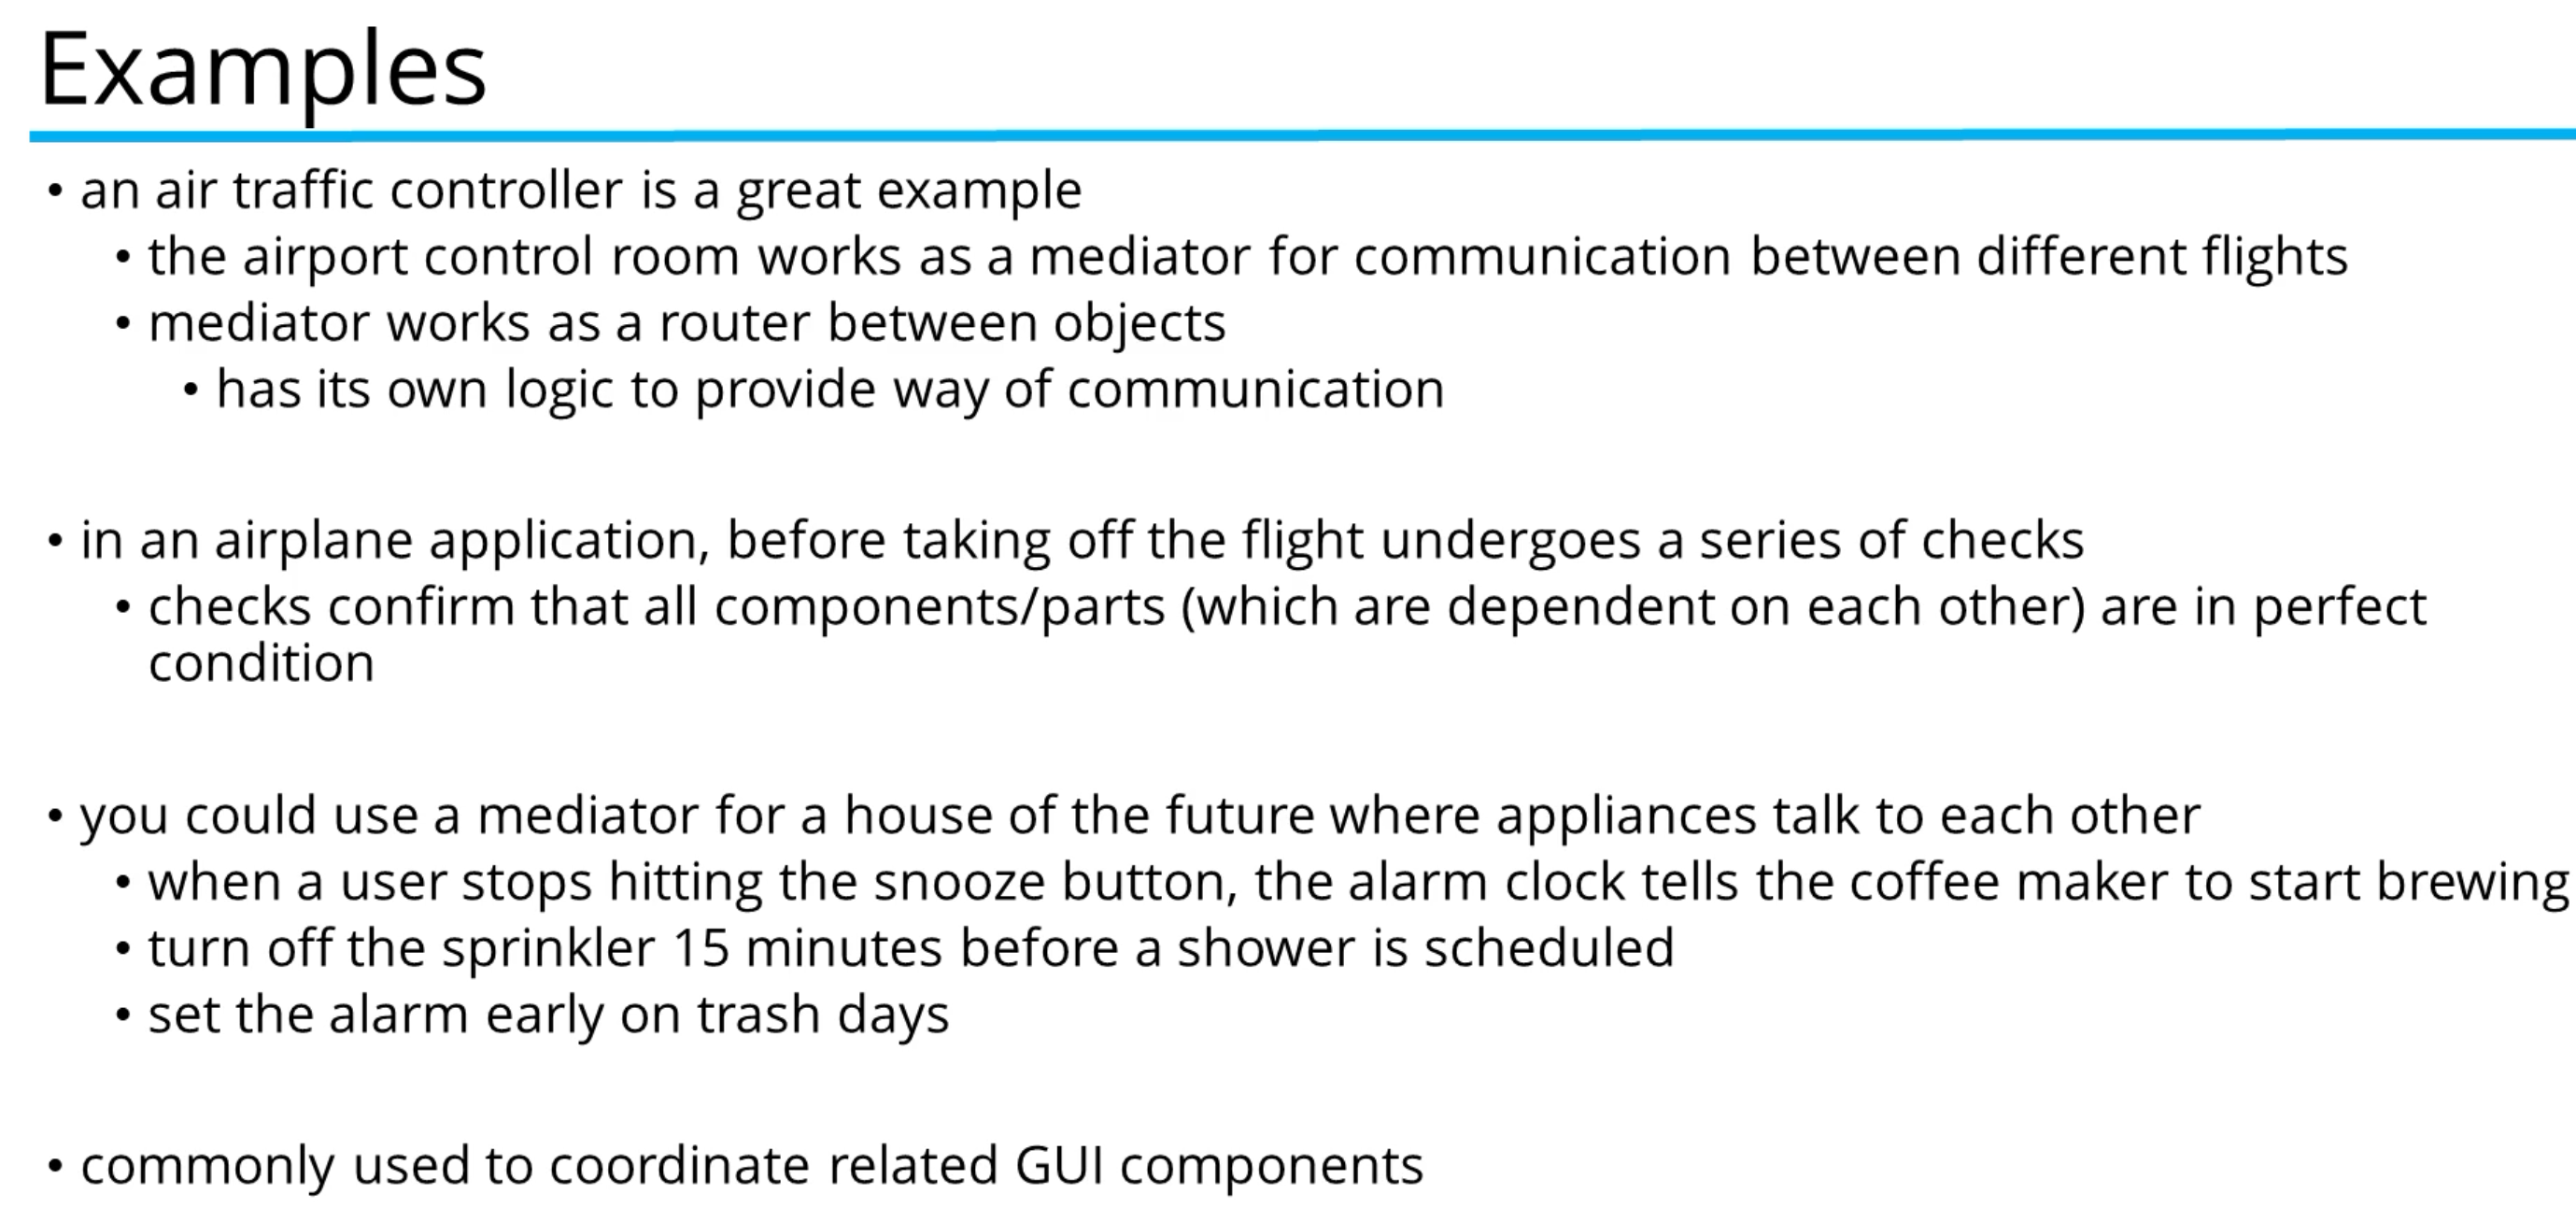 Examples
• an air traffic controller is a great example
• the airport control room works as a mediator for communication between different flights
• mediator works as a router between objects
• has its own logic to provide way of communication
• in an airplane application, before taking off the flight undergoes a series of checks
• checks confirm that all components/parts (which are dependent on each other) are in perfect
condition
• you could use a mediator for a house of the future where appliances talk to each other
• when a user stops hitting the snooze button, the alarm clock tells the coffee maker to start brewing
• turn off the sprinkler 15 minutes before a shower is scheduled
• set the alarm early on trash days
• commonly used to coordinate related GUI components